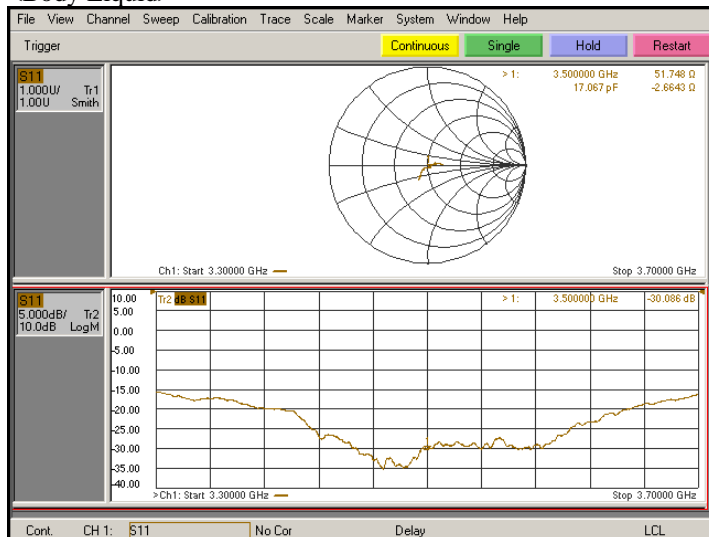 <Body Liquid>
File View Channel Sweep Calibration Trace Scale Marker System Window Help
Trigger Continuous Single Hold Restart
S11
1.000U/ Tr1
1.00U Smith
> 1: 3.500000 GHz 51.748 Ω
17.067 pF -2.6643 Ω
Ch1: Start 3.30000 GHz Stop 3.70000 GHz
S11
5.000dB/ Tr2
10.0dB LogM
Tr2 dB S11 > 1: 3.500000 GHz -30.086 dB
10.00
5.00
0.00
-5.00
-10.00
-15.00
-20.00
-25.00
-30.00
-35.00
-40.00
>Ch1: Start 3.30000 GHz Stop 3.70000 GHz
Cont. CH 1: S11 No Cor Delay LCL